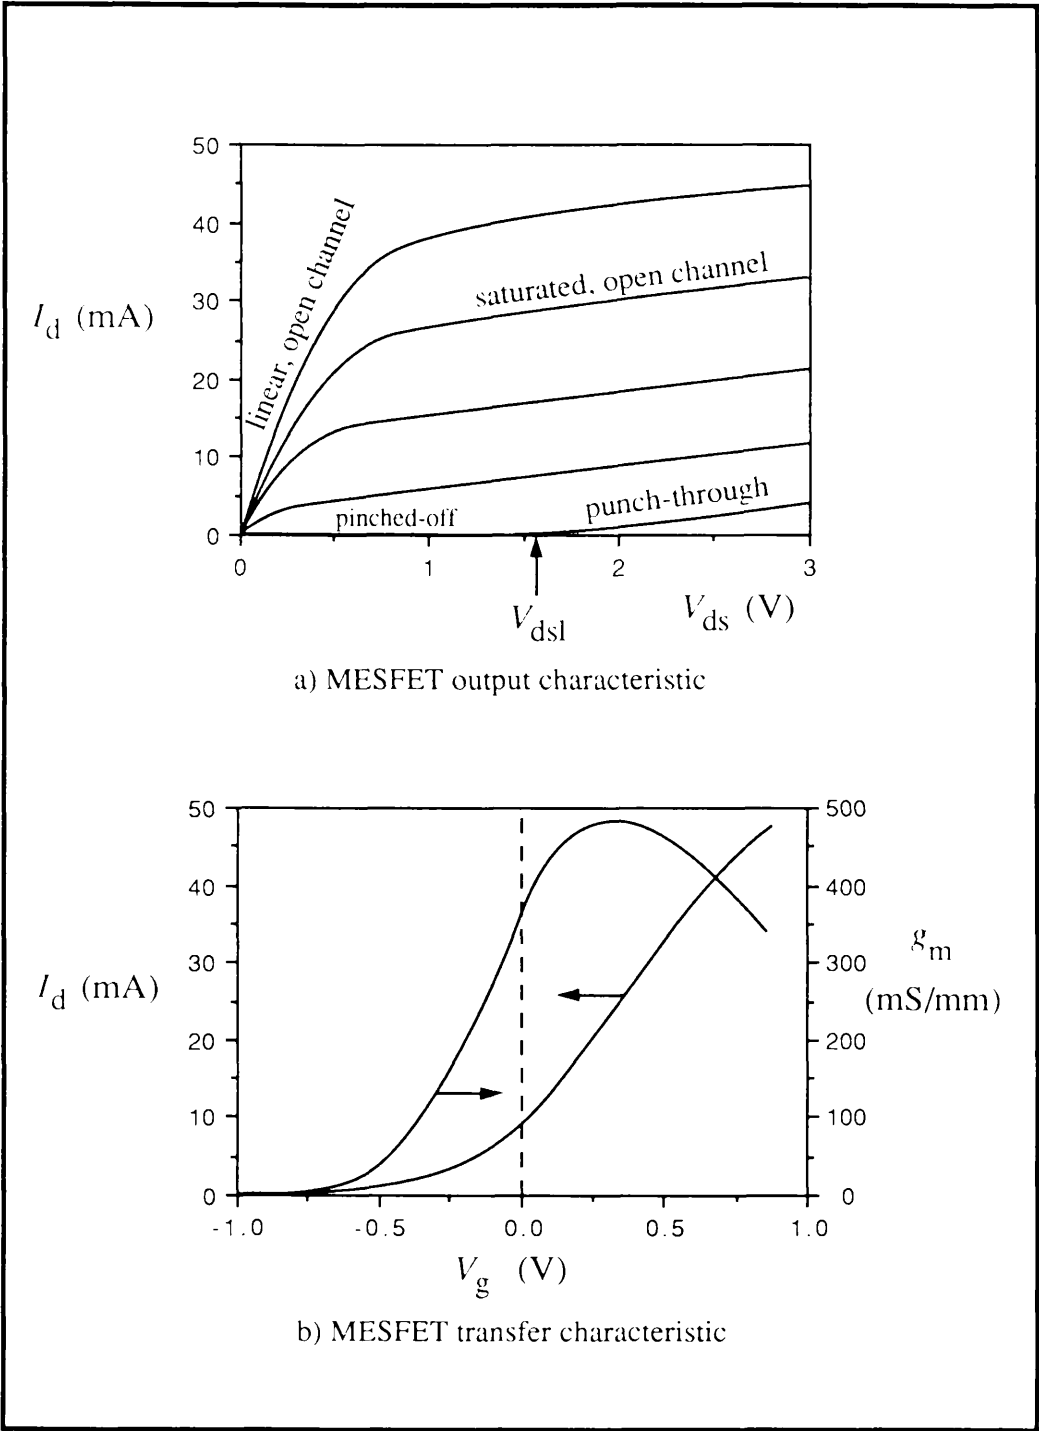 50
40
30
20
10
0
I_d (mA)
linear, open channel
saturated, open channel
pinched-off
punch-through
0 1 2 3
V_dsl
V_ds (V)
a) MESFET output characteristic
50
40
30
20
10
0
I_d (mA)
500
400
300
200
100
0
g_m
(mS/mm)
-1.0 -0.5 0.0 0.5 1.0
V_g (V)
b) MESFET transfer characteristic